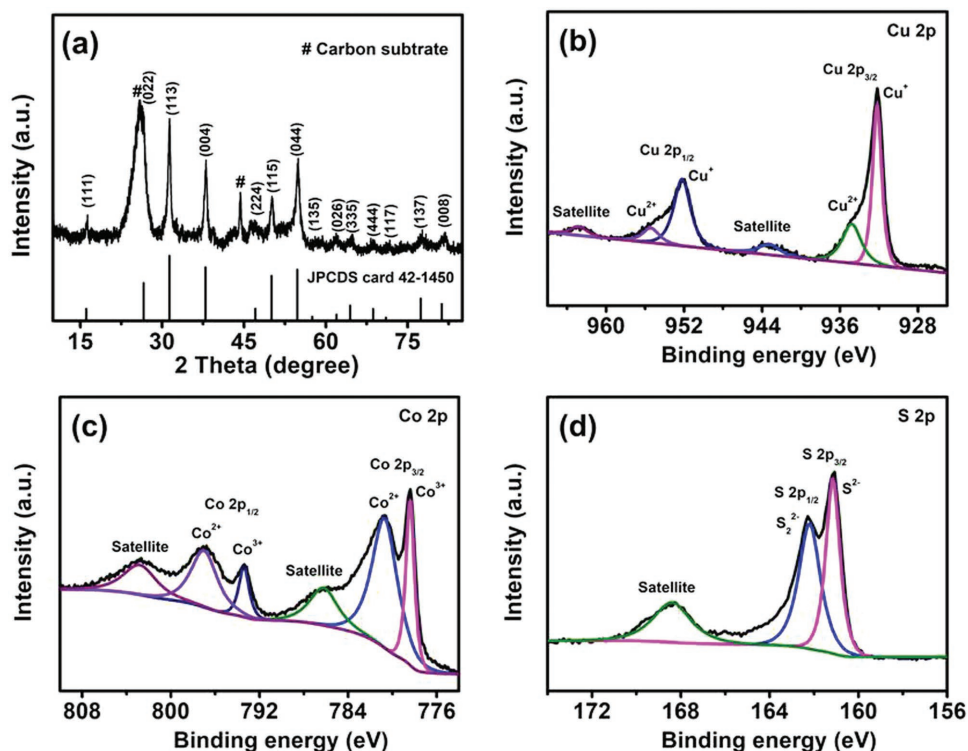 (a)
# Carbon subtrate
#
(022)
(111)
(113)
(004)
#
(224)
(115)
(044)
(135)
(026)
(335)
(444)
(117)
(137)
(008)
JPCDS card 42-1450
Intensity (a.u.)
15 30 45 60 75
2 Theta (degree)
(b)
Cu 2p
Cu 2p3/2
Cu⁺
Cu 2p1/2
Cu⁺
Satellite
Cu²⁺
Satellite
Cu²⁺
Intensity (a.u.)
960 952 944 936 928
Binding energy (eV)
(c)
Co 2p
Co 2p3/2
Co²⁺
Co³⁺
Co 2p1/2
Co²⁺
Co³⁺
Satellite
Satellite
Intensity (a.u.)
808 800 792 784 776
Binding energy (eV)
(d)
S 2p
S 2p3/2
S²⁻
S 2p1/2
S₂²⁻
Satellite
Intensity (a.u.)
172 168 164 160 156
Binding energy (eV)